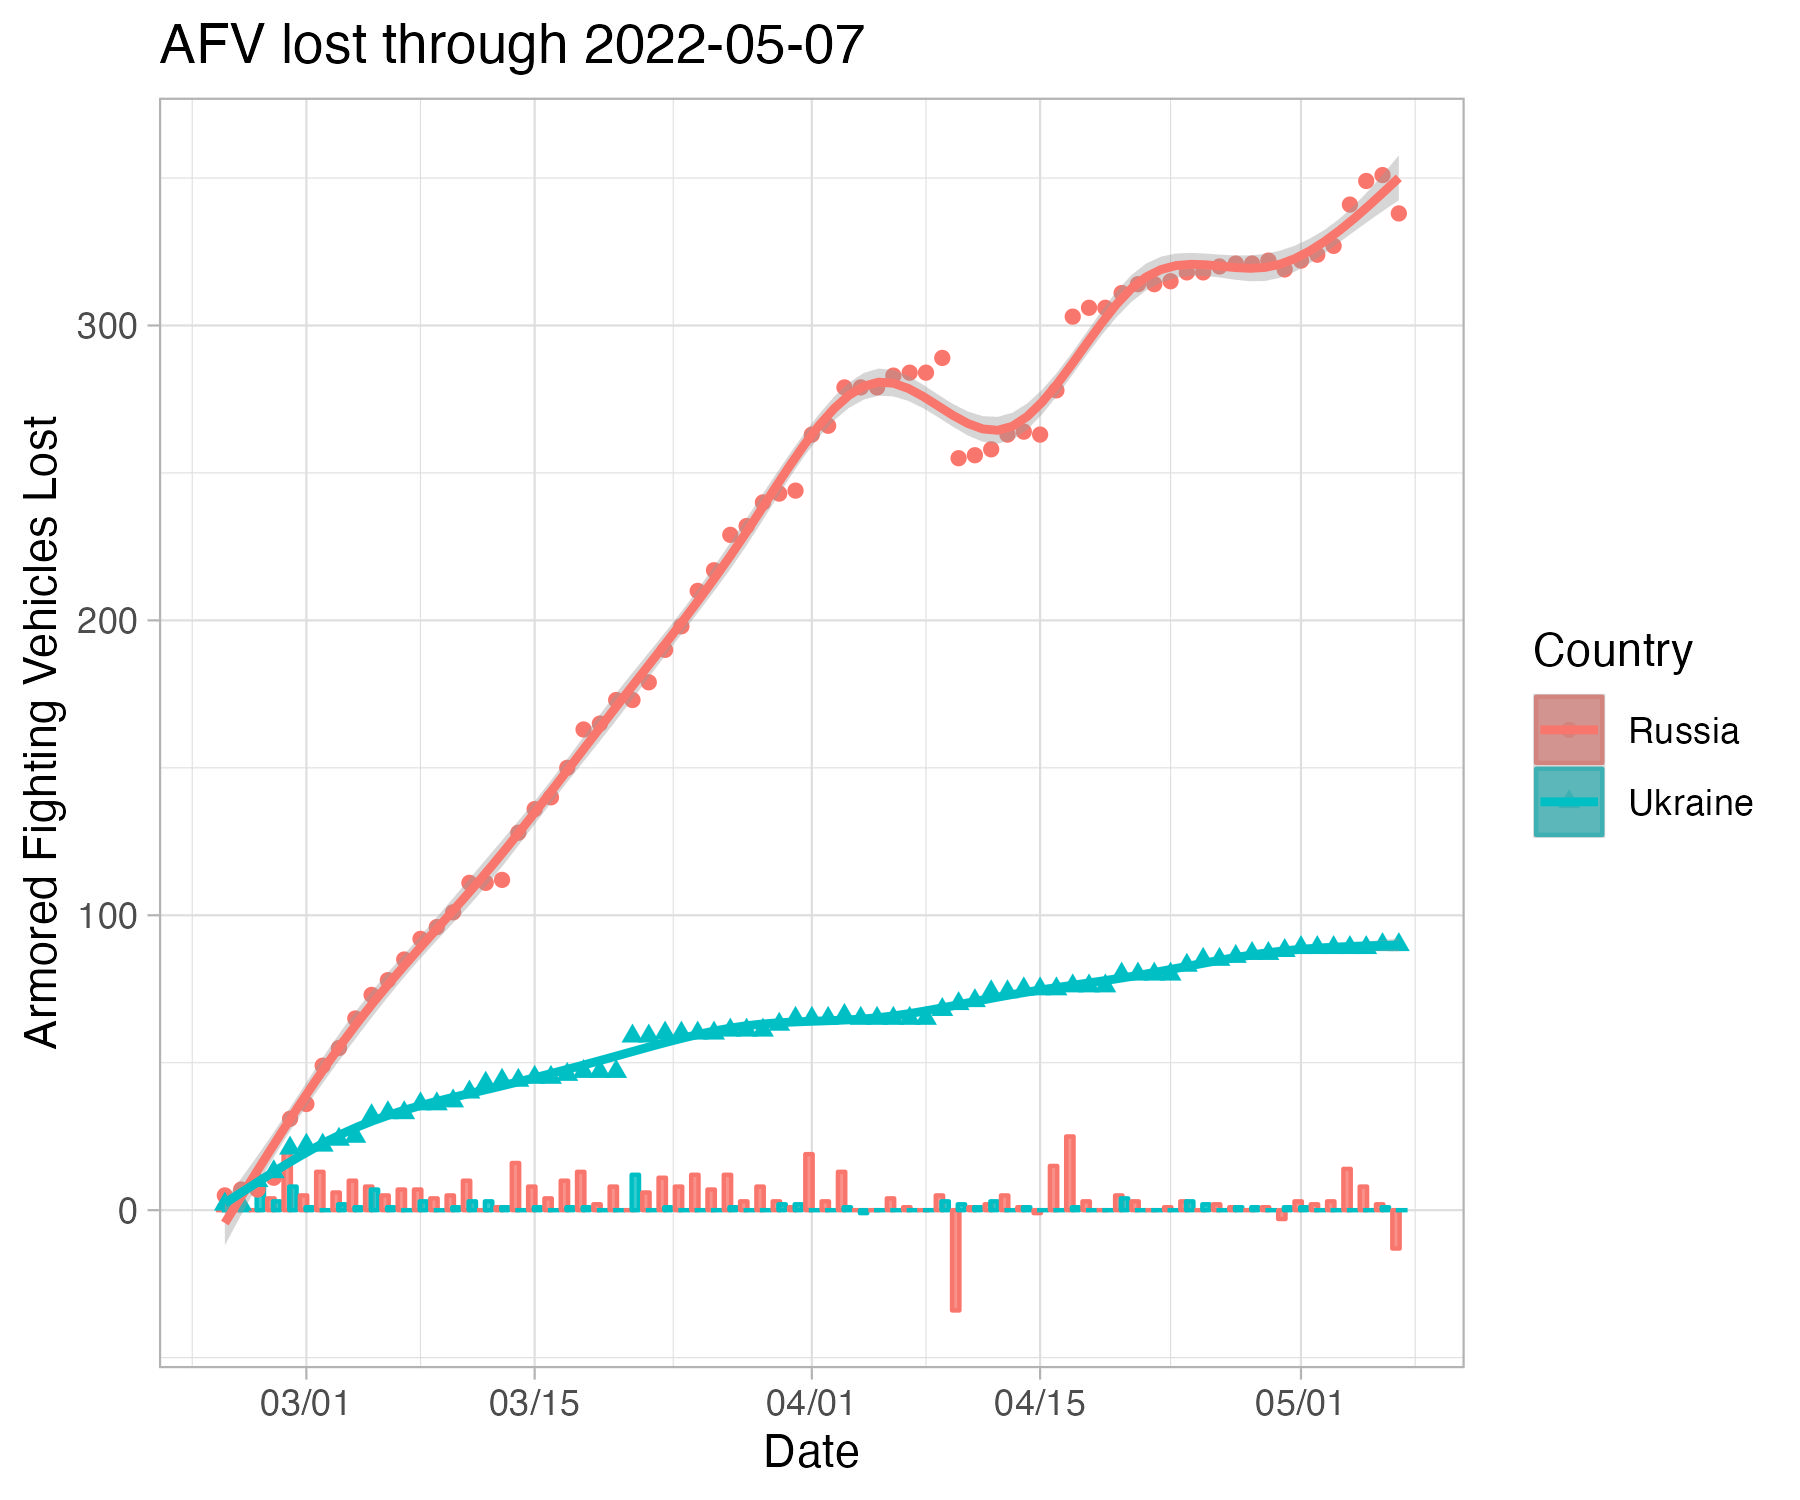 AFV lost through 2022-05-07
Armored Fighting Vehicles Lost
300
200
100
0
03/01
03/15
04/01
04/15
05/01
Date
Country
Russia
Ukraine